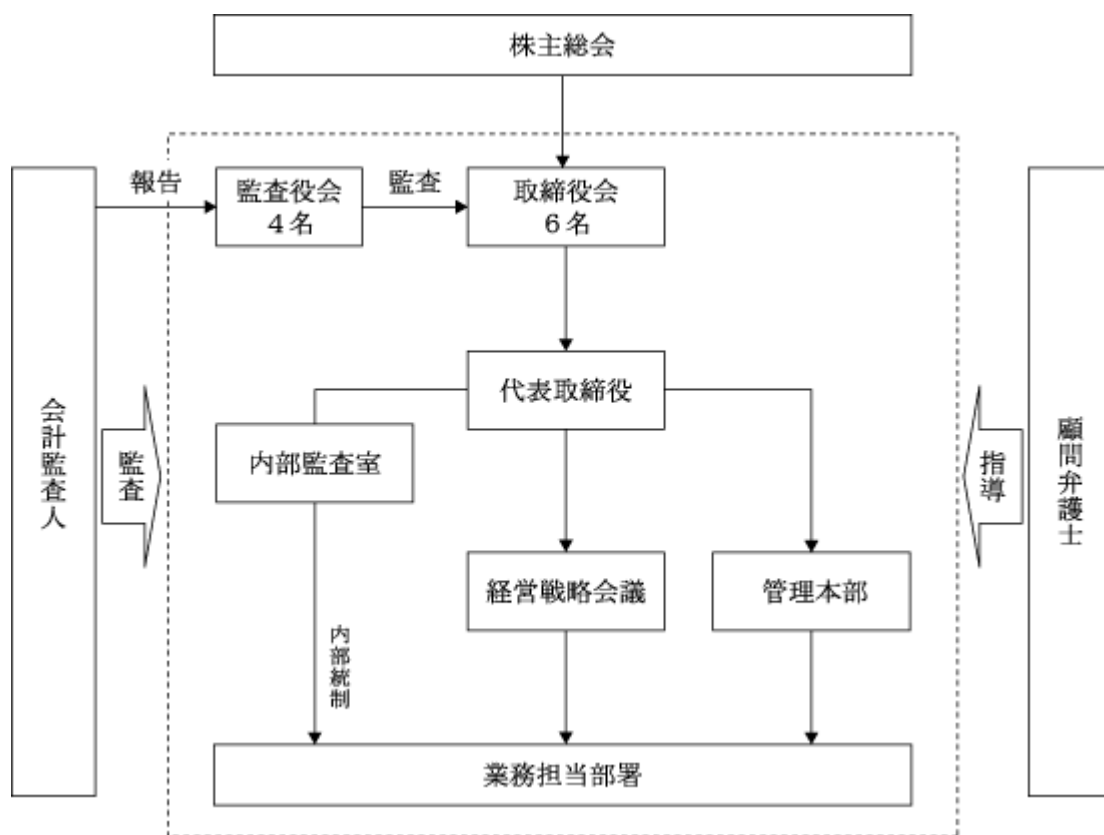 株主総会
報告
監査役会
4名
監査
取締役会
6名
代表取締役
会計監査人
監査
内部監査室
指導
顧問弁護士
経営戦略会議
管理本部
内部統制
業務担当部署